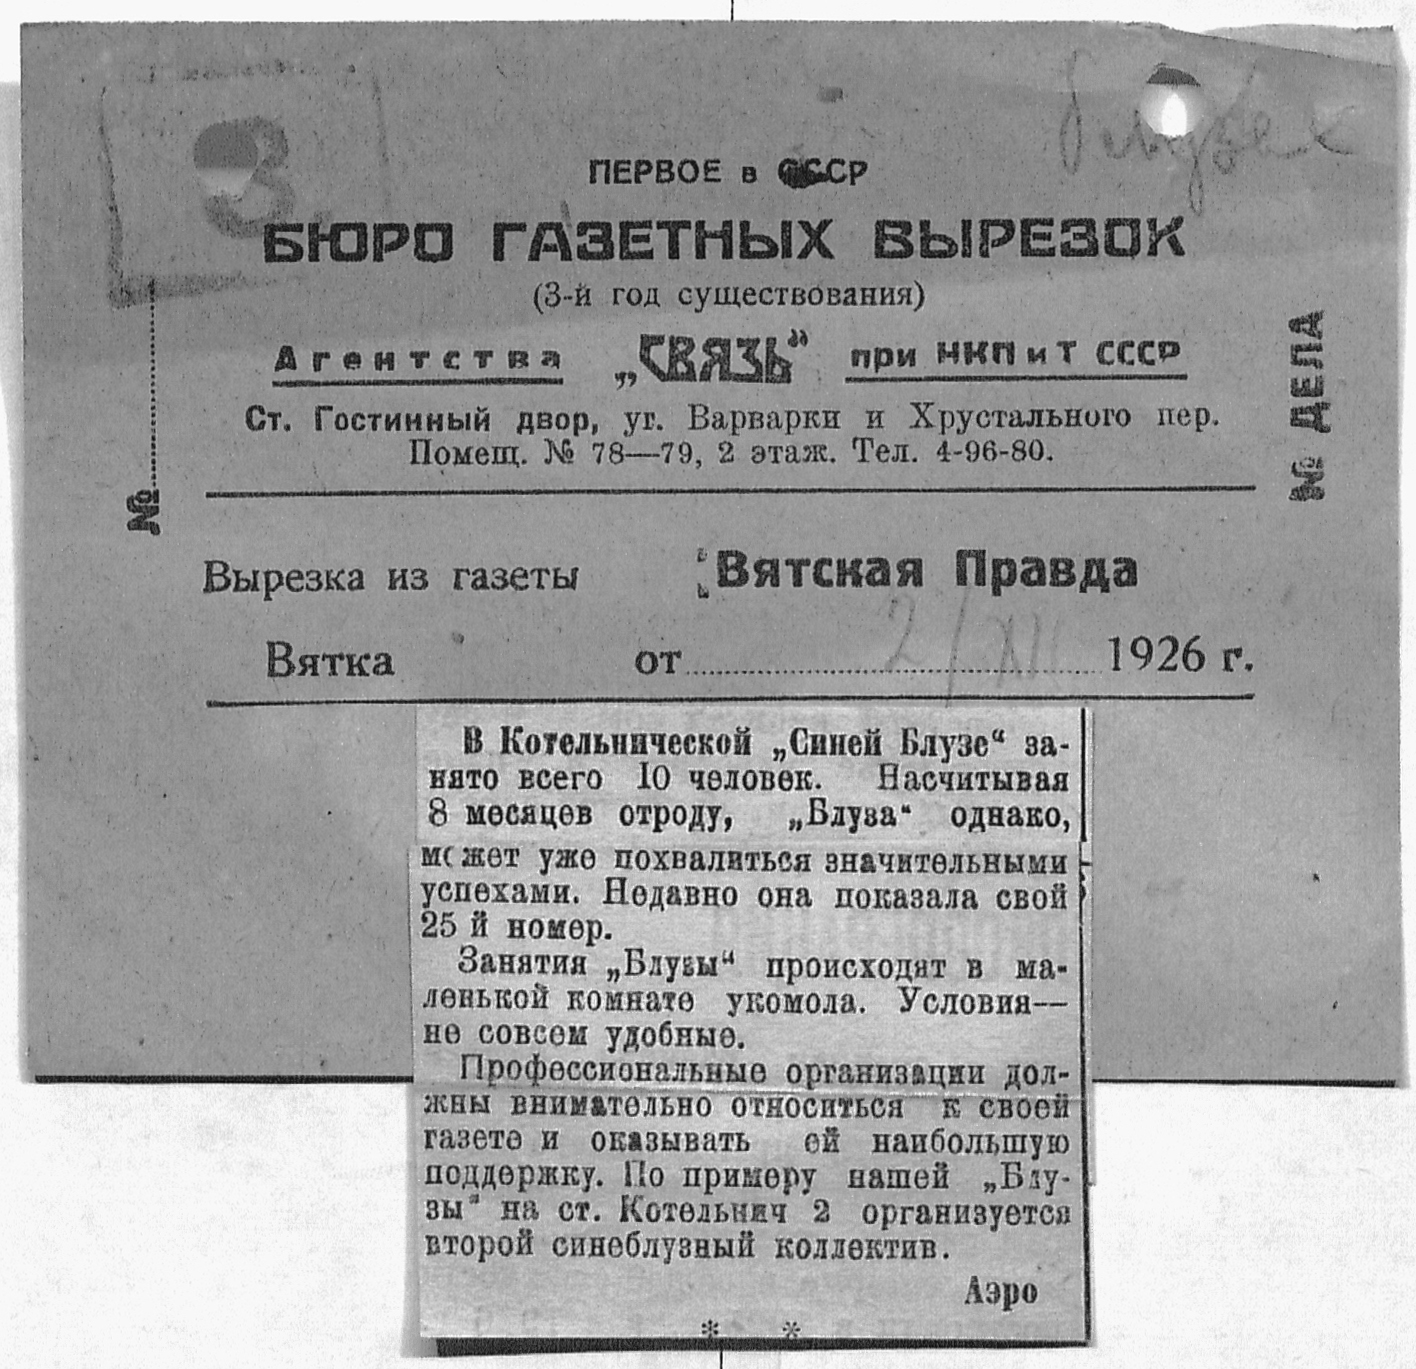 3.
ПЕРВОЕ в СССР
БЮРО ГАЗЕТНЫХ ВЫРЕЗОК
(3-й год существования)
Агентства „СВЯЗЬ" при НКПиТ СССР
Ст. Гостинный двор, уг. Варварки и Хрустального пер.
Помещ. № 78—79, 2 этаж. Тел. 4-96-80.
№
№ ДЕЛА
Вырезка из газеты Вятская Правда
Вятка от 2/XII 1926 г.
В Котельнической „Синей Блузе" за-
нято всего 10 человек. Насчитывая
8 месяцев отроду, „Блуза" однако,
может уже похвалиться значительными
успехами. Недавно она показала свой
25 й номер.
Занятия „Блузы" происходят в ма-
ленькой комнате укомола. Условия—
не совсем удобные.
Профессиональные организации дол-
жны внимательно относиться к своей
газете и оказывать ей наибольшую
поддержку. По примеру нашей „Блу-
зы" на ст. Котельнич 2 организуется
второй синеблузный коллектив.
Аэро
* *